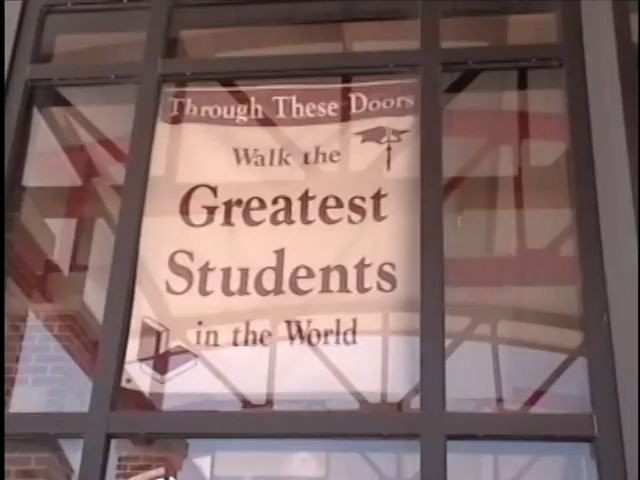 Through These Doors
Walk the
Greatest
Students
in the World